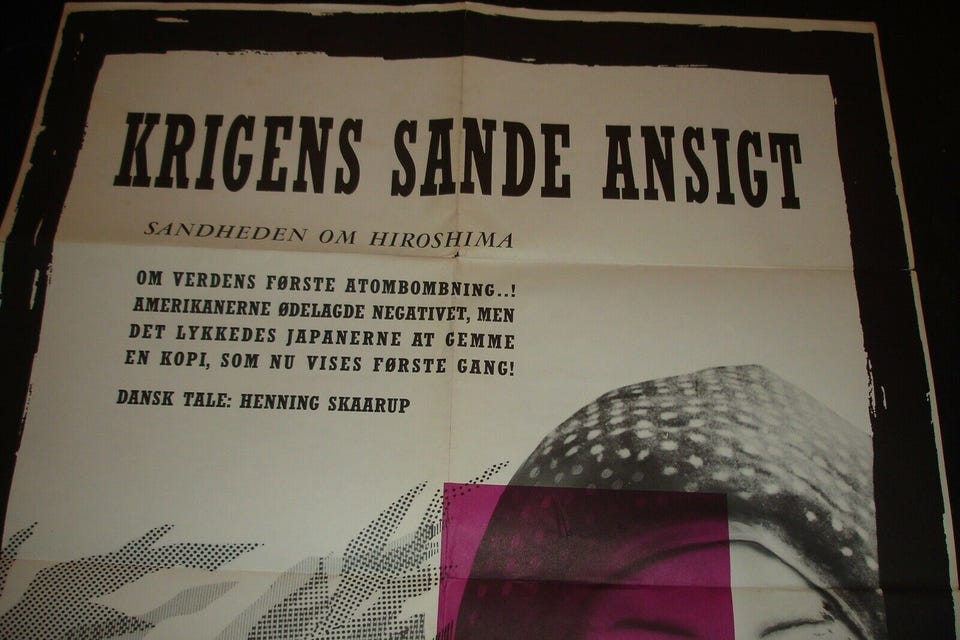 KRIGENS SANDE ANSIGT
SANDHEDEN OM HIROSHIMA
OM VERDENS FØRSTE ATOMBOMBNING..!
AMERIKANERNE ØDELAGDE NEGATIVET, MEN
DET LYKKEDES JAPANERNE AT GEMME
EN KOPI, SOM NU VISES FØRSTE GANG!
DANSK TALE: HENNING SKAARUP